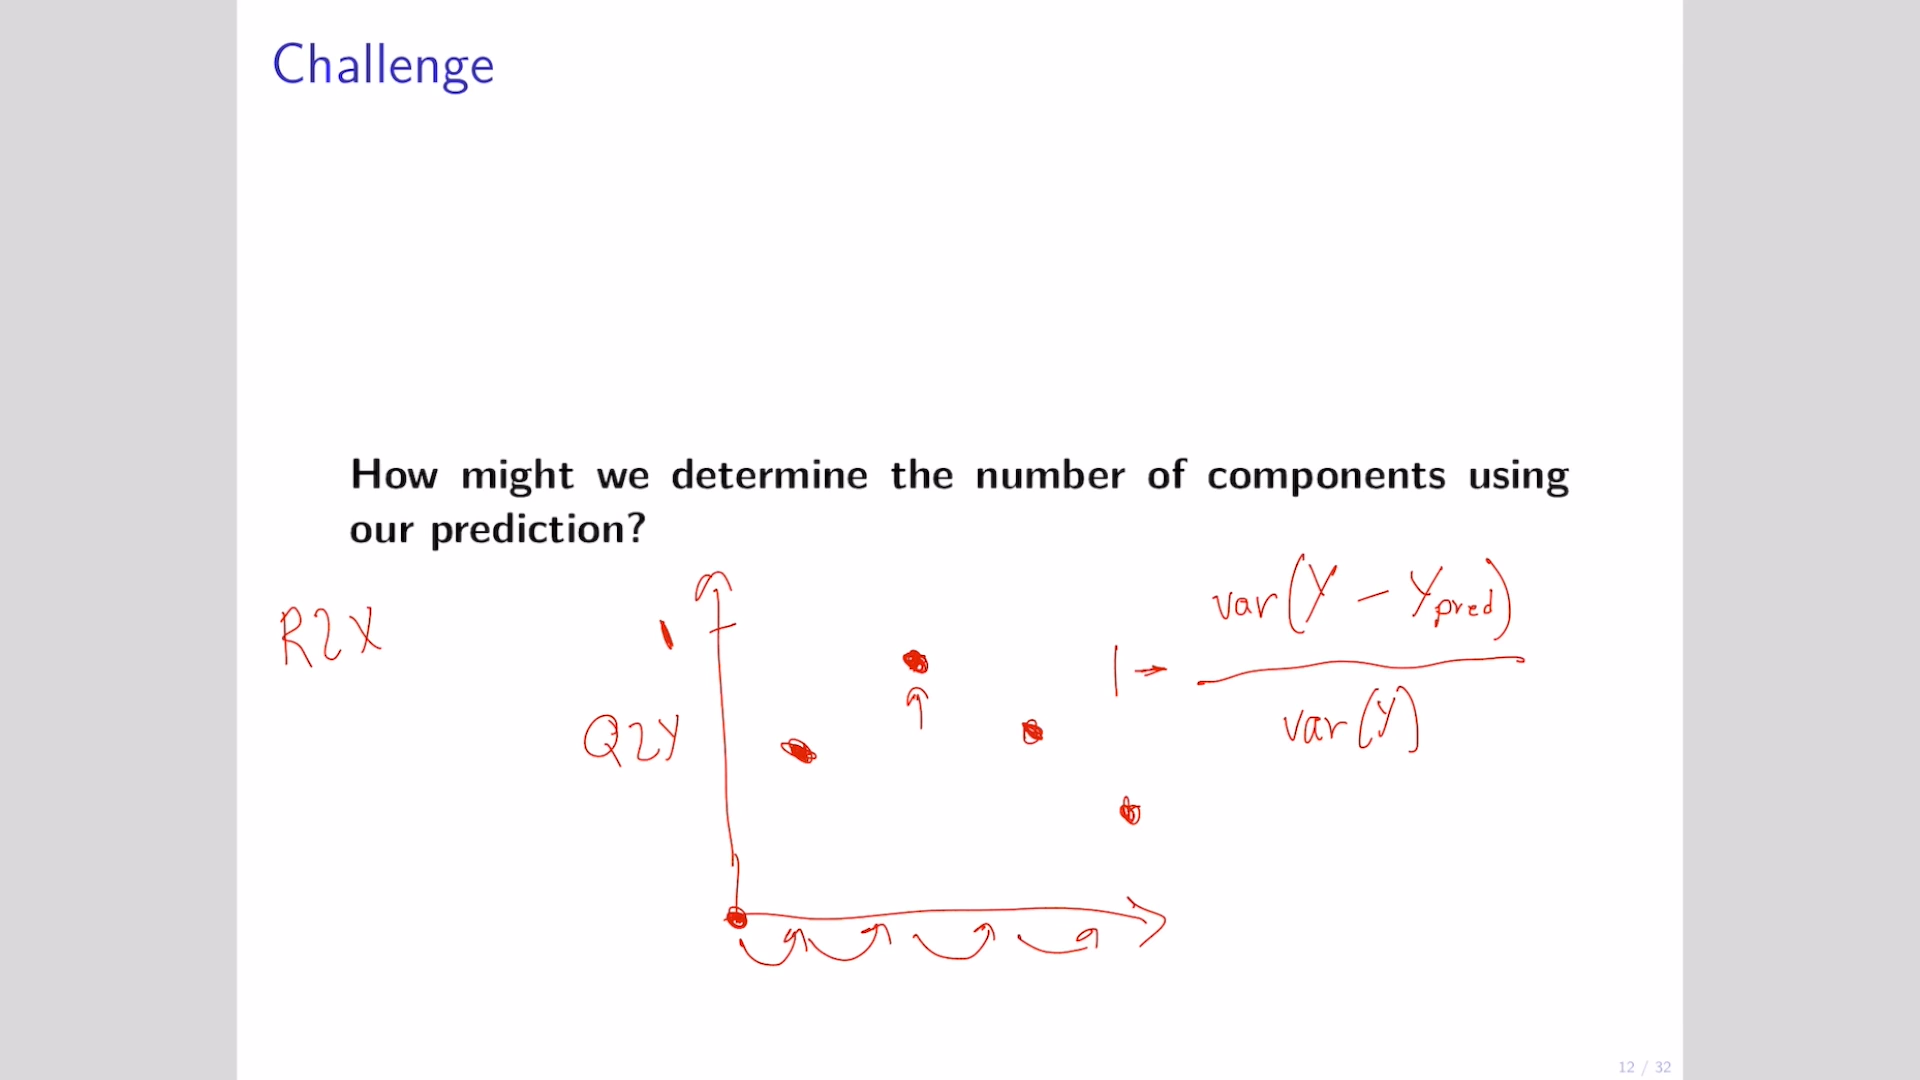 Challenge
How might we determine the number of components using
our prediction?
R2X
1
Q2Y
1 - var(Y - Ypred)
var(Y)
12 / 32